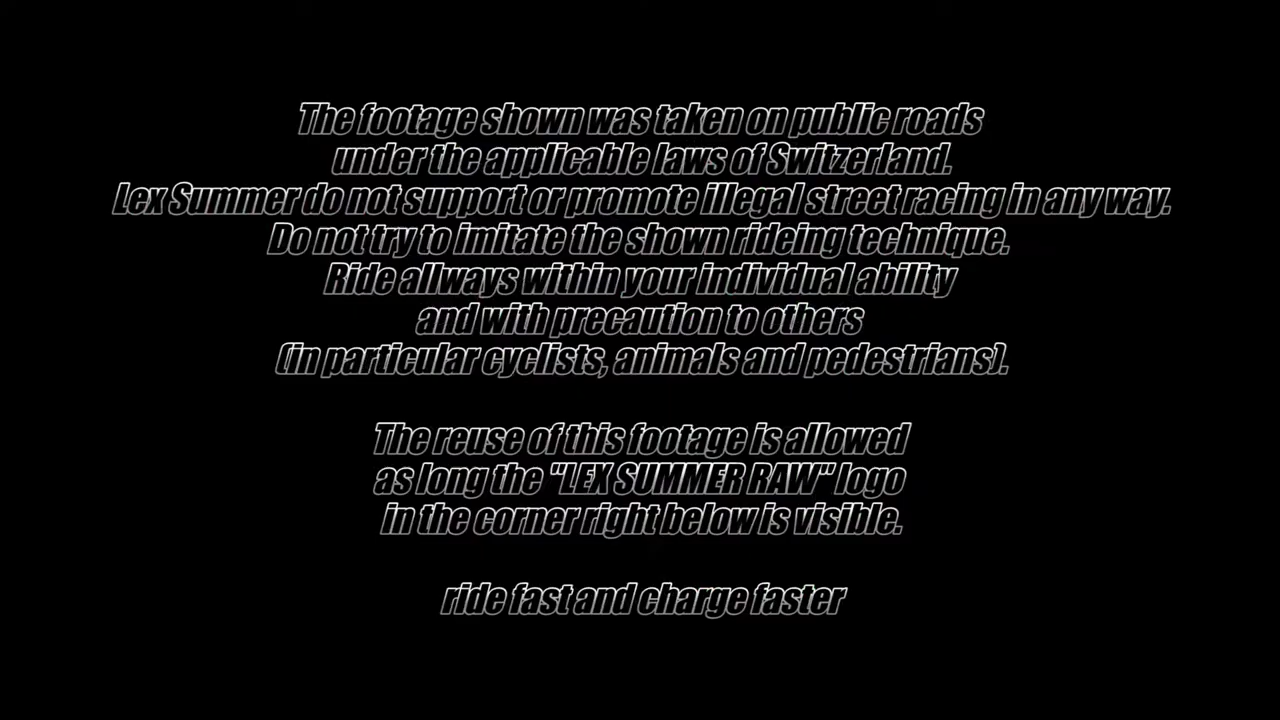 The footage shown was taken on public roads
under the applicable laws of Switzerland.
Lex Summer do not support or promote illegal street racing in any way.
Do not try to imitate the shown rideing technique.
Ride allways within your individual ability
and with precaution to others
(in particular cyclists, animals and pedestrians).
The reuse of this footage is allowed
as long the "LEX SUMMER RAW" logo
in the corner right below is visible.
ride fast and charge faster